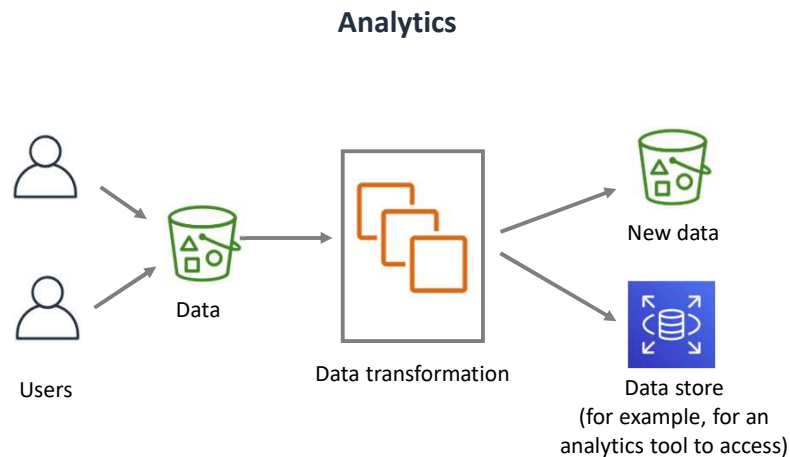 Analytics
New data
Data
Data transformation
Users
Data store
(for example, for an
analytics tool to access)